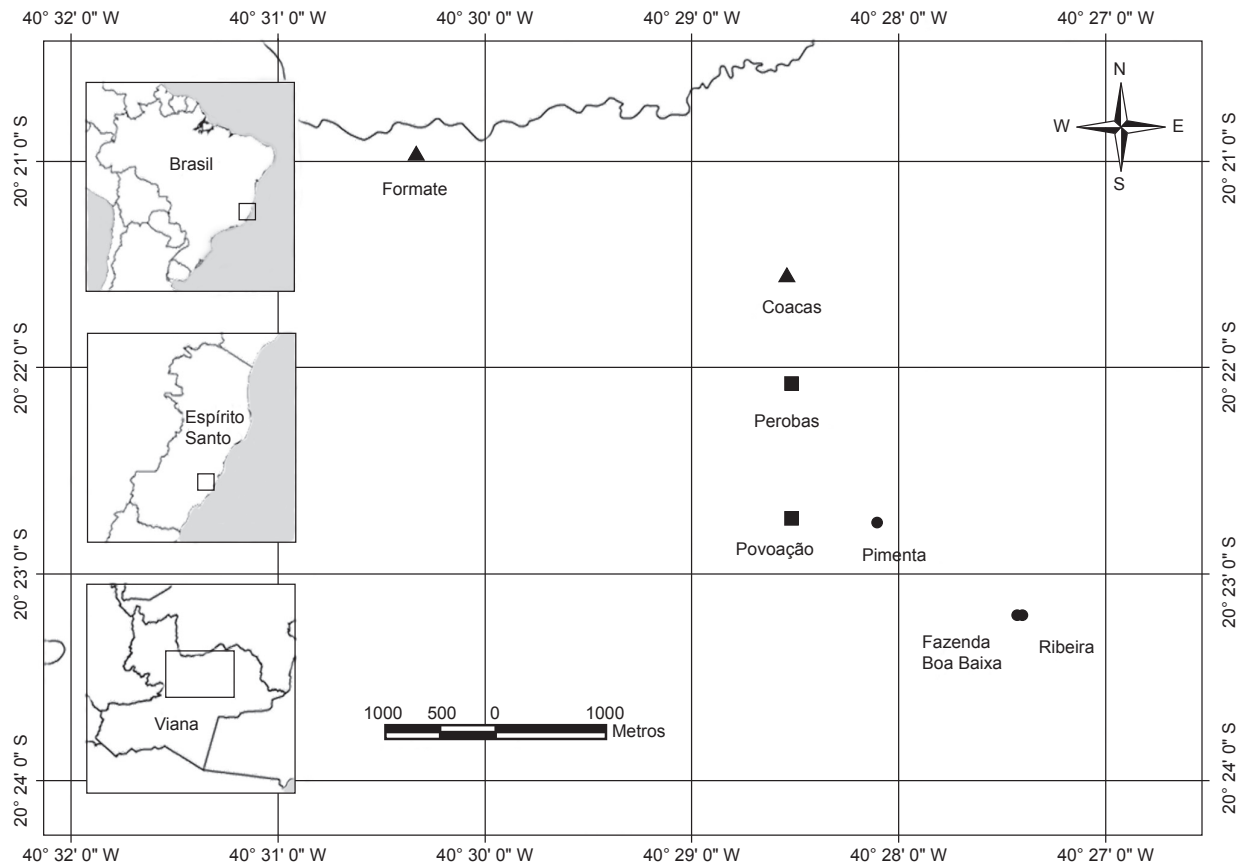 40° 32' 0" W 40° 31' 0" W 40° 30' 0" W 40° 29' 0" W 40° 28' 0" W 40° 27' 0" W
20° 21' 0" S
20° 22' 0" S
20° 23' 0" S
20° 24' 0" S
Brasil
Espírito
Santo
Viana
Formate
Coacas
Perobas
Povoação
Pimenta
Fazenda
Boa Baixa
Ribeira
N
W E
S
1000 500 0 1000
Metros
20° 21' 0" S
20° 22' 0" S
20° 23' 0" S
20° 24' 0" S
40° 32' 0" W 40° 31' 0" W 40° 30' 0" W 40° 29' 0" W 40° 28' 0" W 40° 27' 0" W